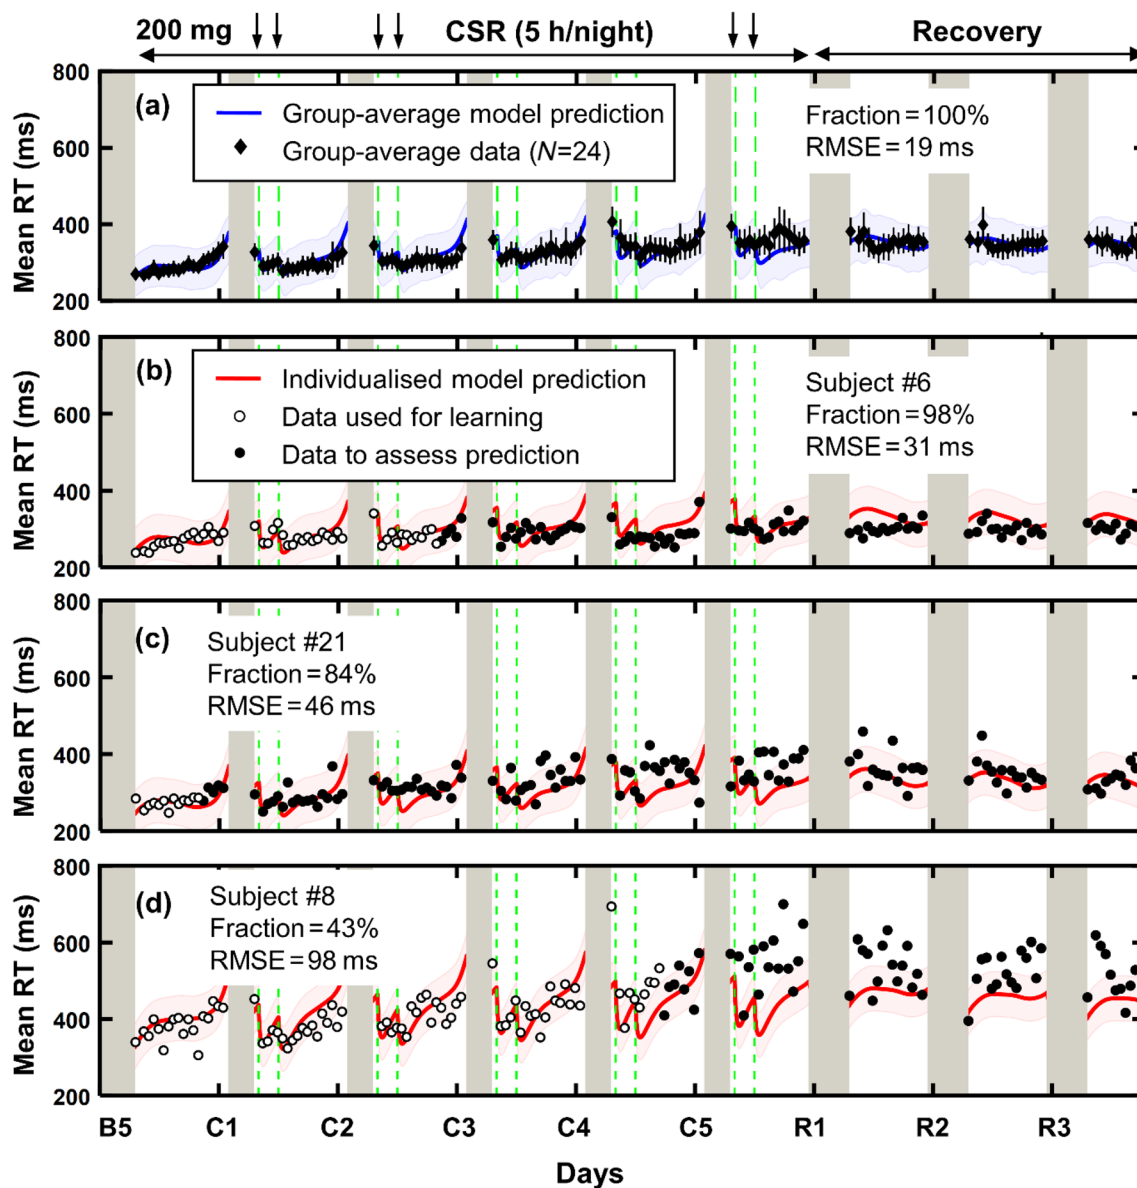 200 mg CSR (5 h/night) Recovery
800
600
400
200
Mean RT (ms)
(a)
Group-average model prediction
Group-average data (N=24)
Fraction = 100%
RMSE = 19 ms
800
600
400
200
Mean RT (ms)
(b)
Individualised model prediction
Data used for learning
Data to assess prediction
Subject #6
Fraction = 98%
RMSE = 31 ms
800
600
400
200
Mean RT (ms)
(c)
Subject #21
Fraction = 84%
RMSE = 46 ms
800
600
400
200
Mean RT (ms)
(d)
Subject #8
Fraction = 43%
RMSE = 98 ms
B5 C1 C2 C3 C4 C5 R1 R2 R3
Days